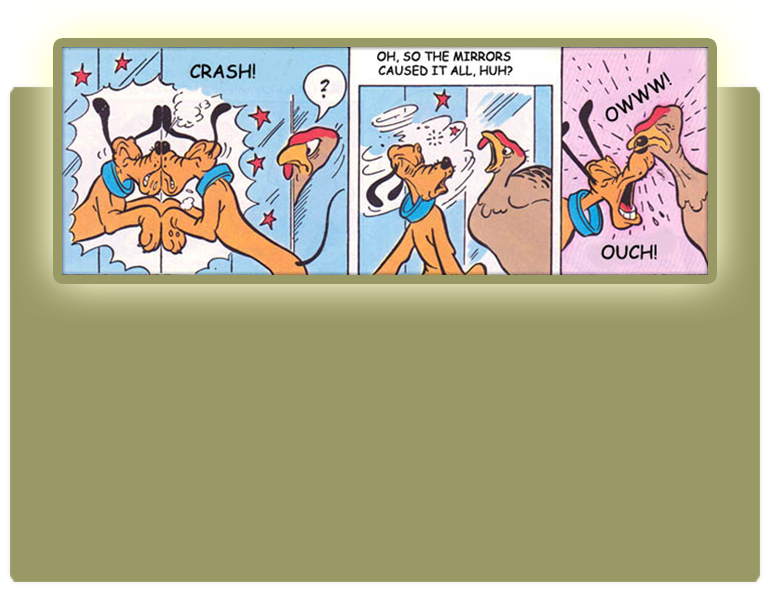 CRASH!
?
OH, SO THE MIRRORS
CAUSED IT ALL, HUH?
OWWW!
OUCH!